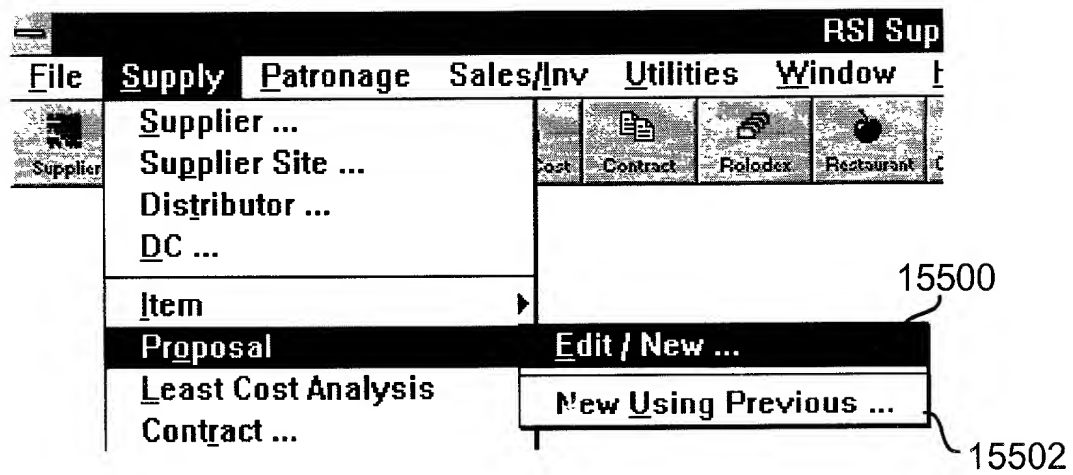 RSI Sup
File Supply Patronage Sales/Inv Utilities Window H
Supplier Cost Contract Rolodex Restaurant C
Supplier ...
Supplier Site ...
Distributor ...
DC ...
15500
Item
Proposal Edit / New ...
Least Cost Analysis New Using Previous ...
Contract ...
15502